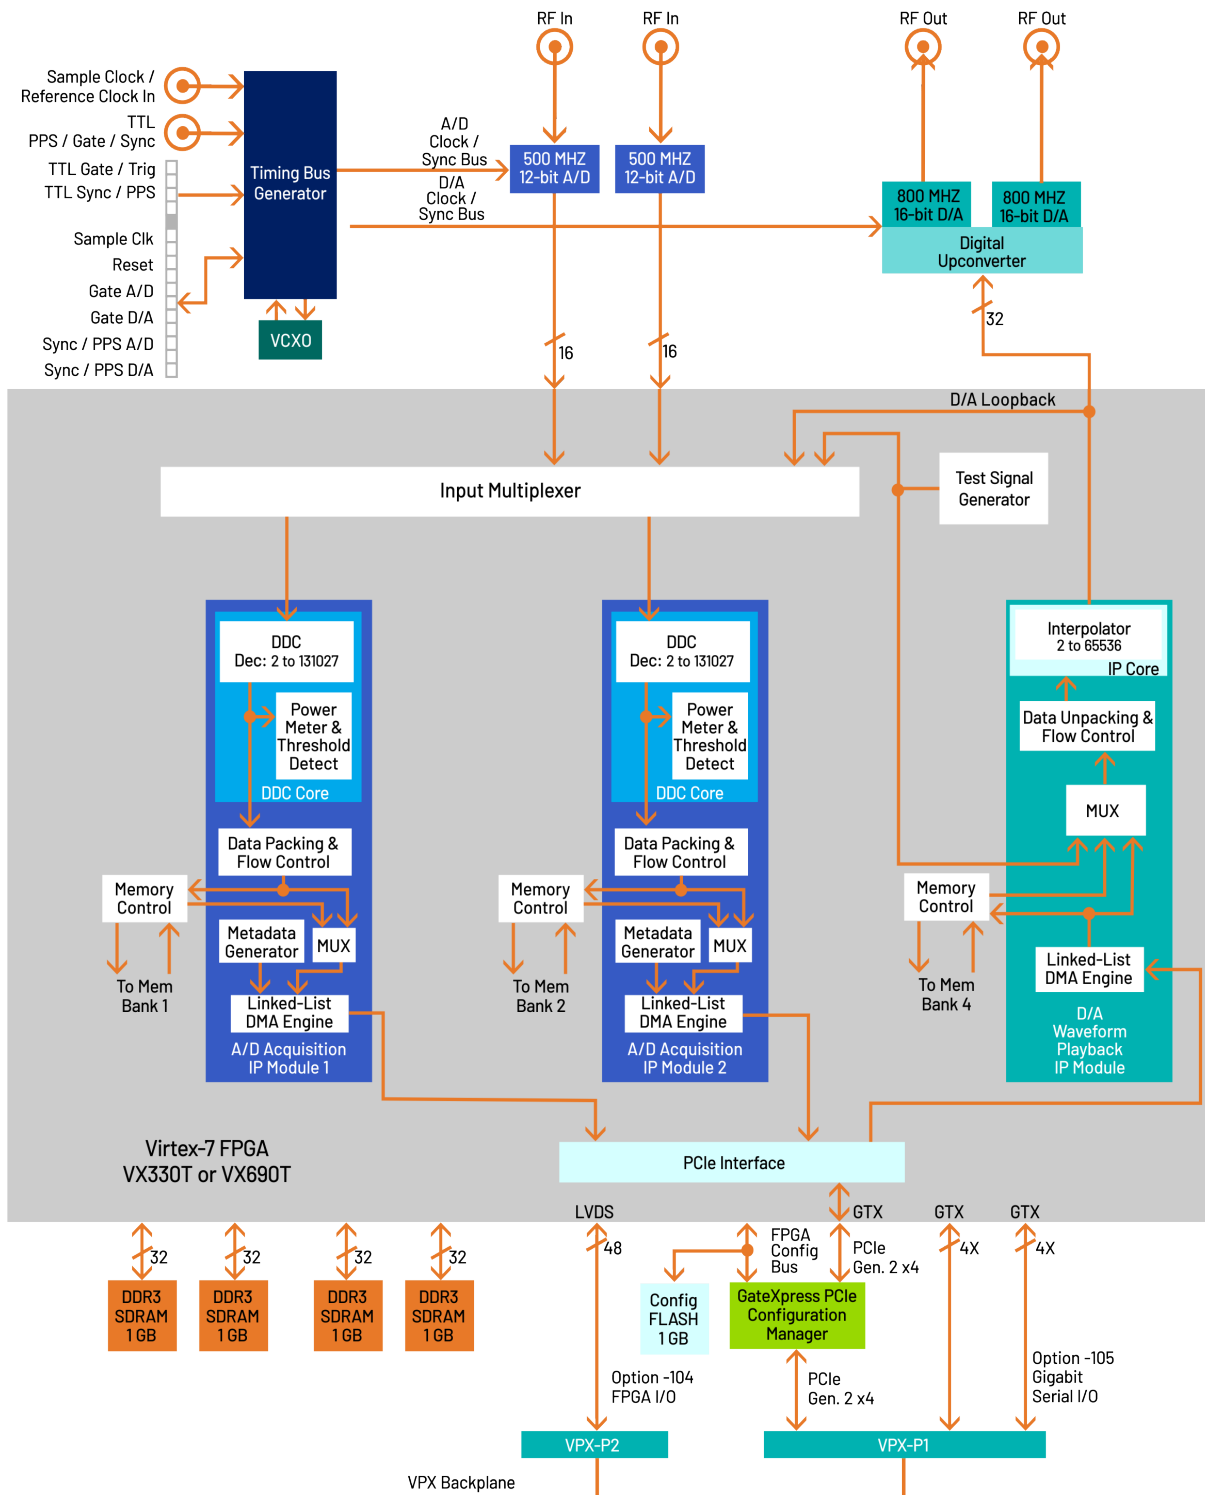 RF In
RF In
RF Out
RF Out
Sample Clock /
Reference Clock In
TTL
PPS / Gate / Sync
TTL Gate / Trig
TTL Sync / PPS
Sample Clk
Reset
Gate A/D
Gate D/A
Sync / PPS A/D
Sync / PPS D/A
Timing Bus
Generator
VCXO
A/D
Clock /
Sync Bus
D/A
Clock /
Sync Bus
500 MHZ
12-bit A/D
500 MHZ
12-bit A/D
800 MHZ
16-bit D/A
800 MHZ
16-bit D/A
Digital
Upconverter
32
16
16
D/A Loopback
Input Multiplexer
Test Signal
Generator
DDC
Dec: 2 to 131027
Power
Meter &
Threshold
Detect
DDC Core
Data Packing &
Flow Control
Memory
Control
Metadata
Generator
MUX
To Mem
Bank 1
Linked-List
DMA Engine
A/D Acquisition
IP Module 1
DDC
Dec: 2 to 131027
Power
Meter &
Threshold
Detect
DDC Core
Data Packing &
Flow Control
Memory
Control
Metadata
Generator
MUX
To Mem
Bank 2
Linked-List
DMA Engine
A/D Acquisition
IP Module 2
Interpolator
2 to 65536
IP Core
Data Unpacking &
Flow Control
MUX
Memory
Control
To Mem
Bank 4
Linked-List
DMA Engine
D/A
Waveform
Playback
IP Module
Virtex-7 FPGA
VX330T or VX690T
PCIe Interface
LVDS
GTX
GTX
GTX
32
32
32
32
48
FPGA
Config
Bus
PCIe
Gen. 2 x4
4X
4X
DDR3
SDRAM
1 GB
DDR3
SDRAM
1 GB
DDR3
SDRAM
1 GB
DDR3
SDRAM
1 GB
Config
FLASH
1 GB
GateXpress PCIe
Configuration
Manager
Option -104
FPGA I/O
PCIe
Gen. 2 x4
Option -105
Gigabit
Serial I/O
VPX-P2
VPX-P1
VPX Backplane